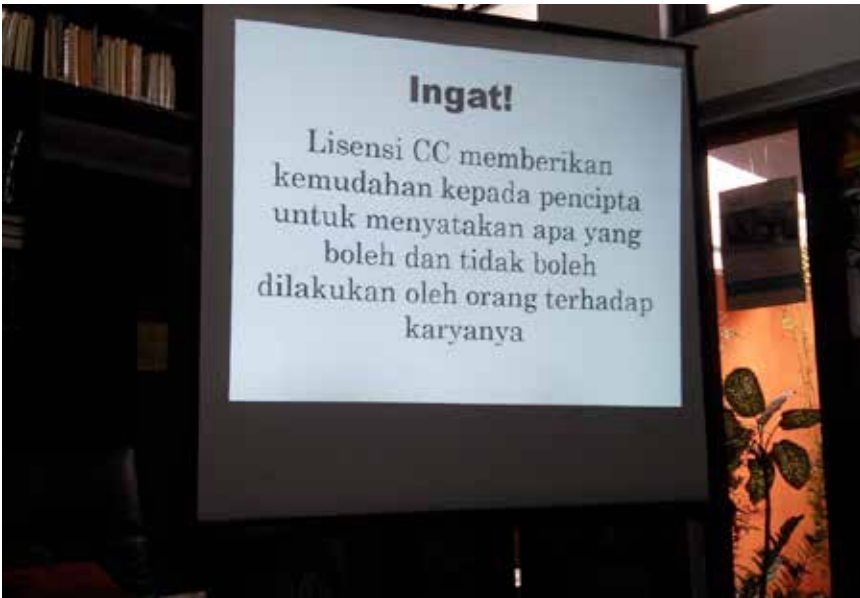 Ingat!
Lisensi CC memberikan
kemudahan kepada pencipta
untuk menyatakan apa yang
boleh dan tidak boleh
dilakukan oleh orang terhadap
karyanya